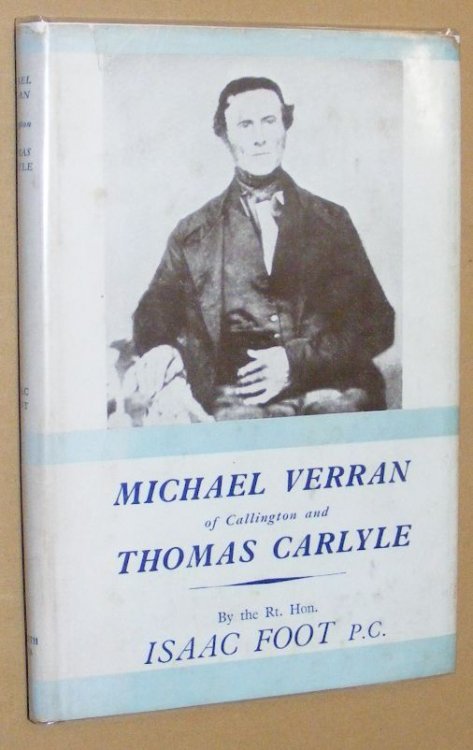 MICHAEL VERRAN
of Callington and
THOMAS CARLYLE
By the Rt. Hon.
ISAAC FOOT P.C.